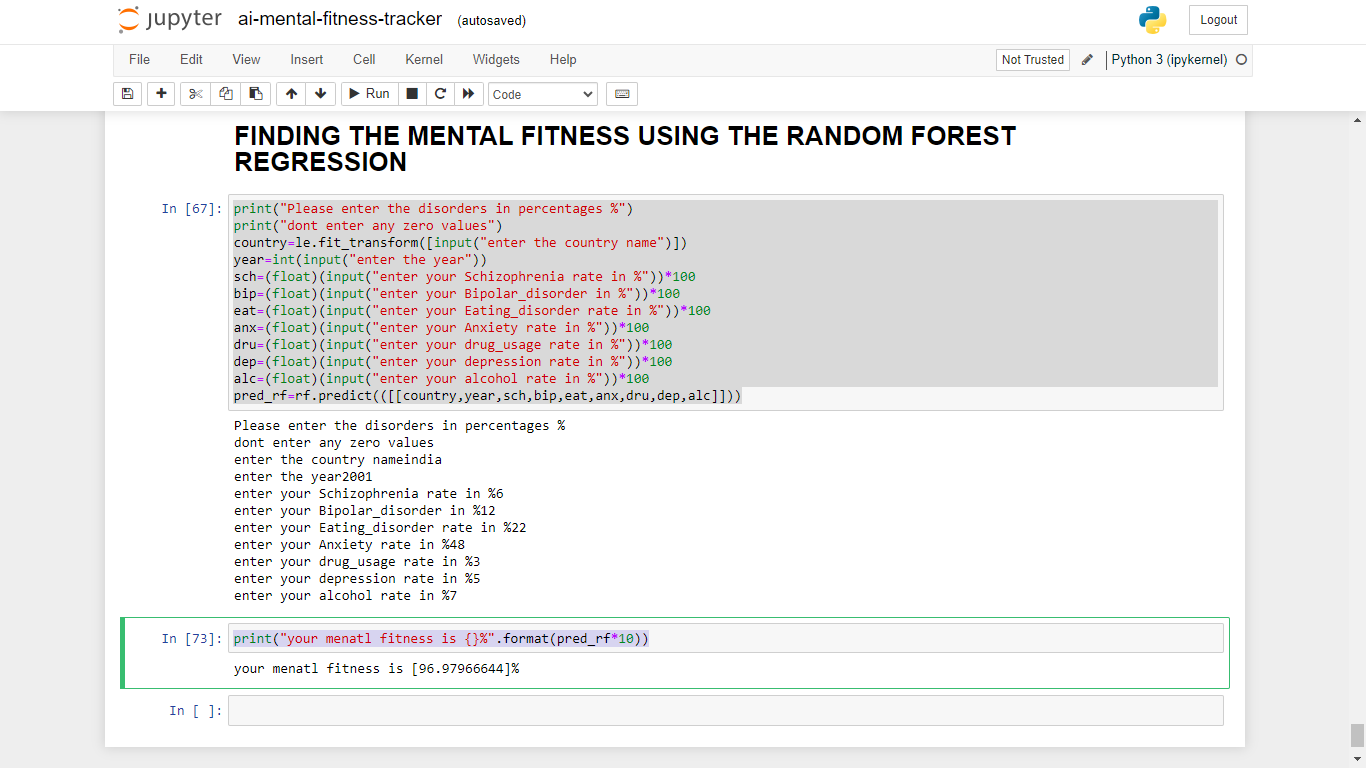 jupyter ai-mental-fitness-tracker (autosaved)
Logout
File Edit View Insert Cell Kernel Widgets Help
Not Trusted Python 3 (ipykernel)
Run Code
FINDING THE MENTAL FITNESS USING THE RANDOM FOREST
REGRESSION
In [67]: print("Please enter the disorders in percentages %")
print("dont enter any zero values")
country=le.fit_transform([input("enter the country name")])
year=int(input("enter the year"))
sch=(float)(input("enter your Schizophrenia rate in %"))*100
bip=(float)(input("enter your Bipolar_disorder in %"))*100
eat=(float)(input("enter your Eating_disorder rate in %"))*100
anx=(float)(input("enter your Anxiety rate in %"))*100
dru=(float)(input("enter your drug_usage rate in %"))*100
dep=(float)(input("enter your depression rate in %"))*100
alc=(float)(input("enter your alcohol rate in %"))*100
pred_rf=rf.predict(([[country,year,sch,bip,eat,anx,dru,dep,alc]]))
Please enter the disorders in percentages %
dont enter any zero values
enter the country nameindia
enter the year2001
enter your Schizophrenia rate in %6
enter your Bipolar_disorder in %12
enter your Eating_disorder rate in %22
enter your Anxiety rate in %48
enter your drug_usage rate in %3
enter your depression rate in %5
enter your alcohol rate in %7
In [73]: print("your menatl fitness is {}%".format(pred_rf*10))
your menatl fitness is [96.97966644]%
In [ ]: